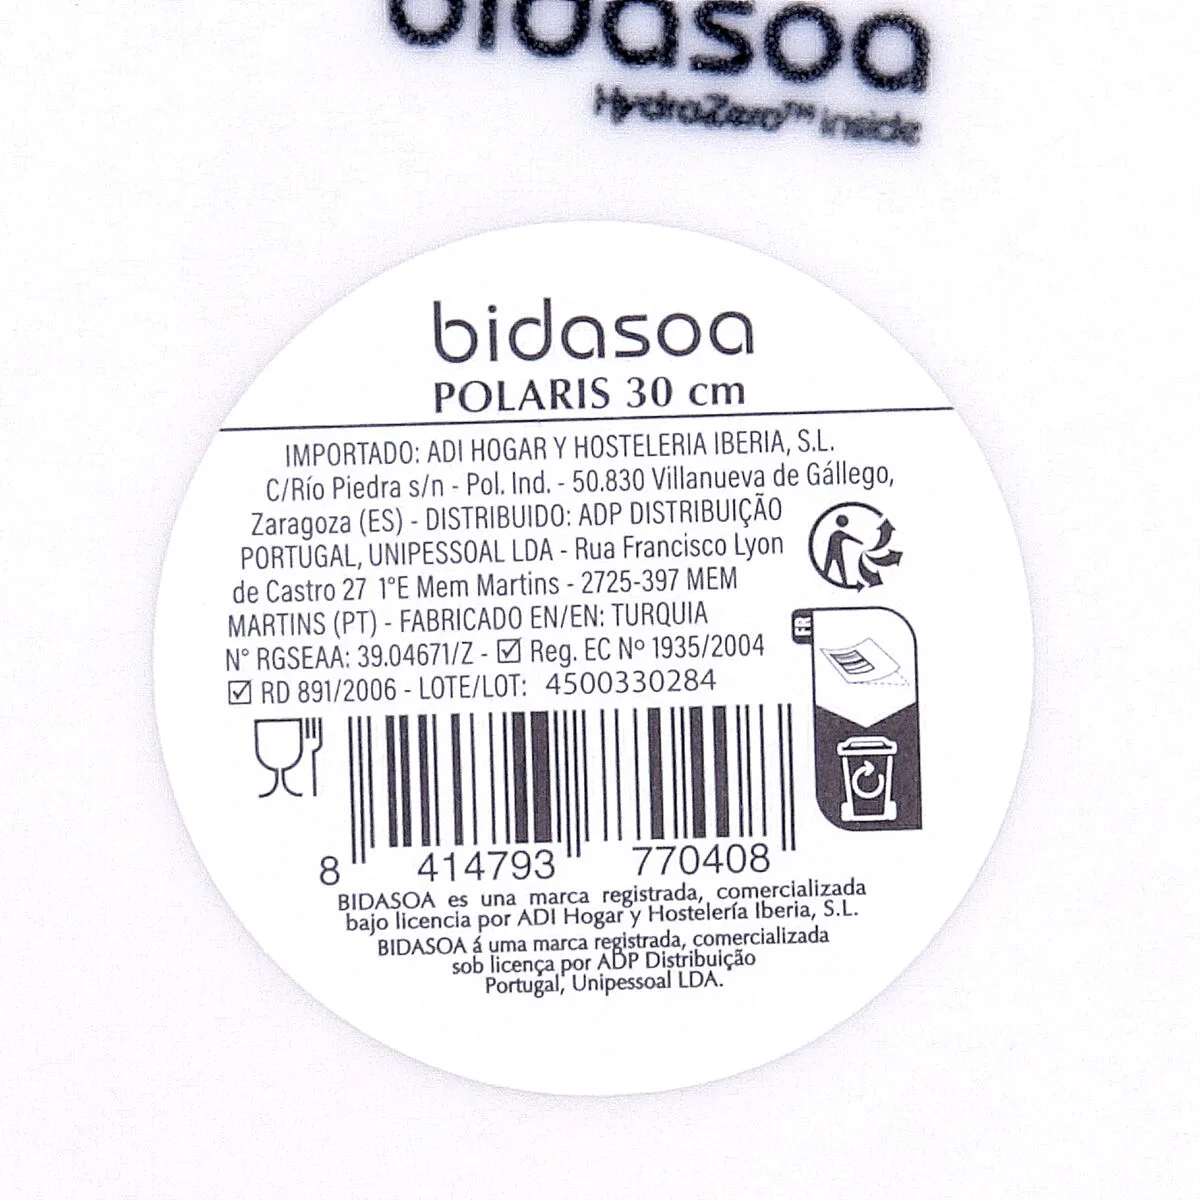 bidasoa
HydraZero™ inside
bidasoa
POLARIS 30 cm
IMPORTADO: ADI HOGAR Y HOSTELERIA IBERIA, S.L.
C/Río Piedra s/n - Pol. Ind. - 50.830 Villanueva de Gállego,
Zaragoza (ES) - DISTRIBUIDO: ADP DISTRIBUIÇÃO
PORTUGAL, UNIPESSOAL LDA - Rua Francisco Lyon
de Castro 27 1°E Mem Martins - 2725-397 MEM
MARTINS (PT) - FABRICADO EN/EN: TURQUIA
N° RGSEAA: 39.04671/Z - ☑ Reg. EC Nº 1935/2004
☑ RD 891/2006 - LOTE/LOT: 4500330284
FR
8 414793 770408
BIDASOA es una marca registrada, comercializada
bajo licencia por ADI Hogar y Hostelería Iberia, S.L.
BIDASOA á uma marca registrada, comercializada
sob licença por ADP Distribuição
Portugal, Unipessoal LDA.